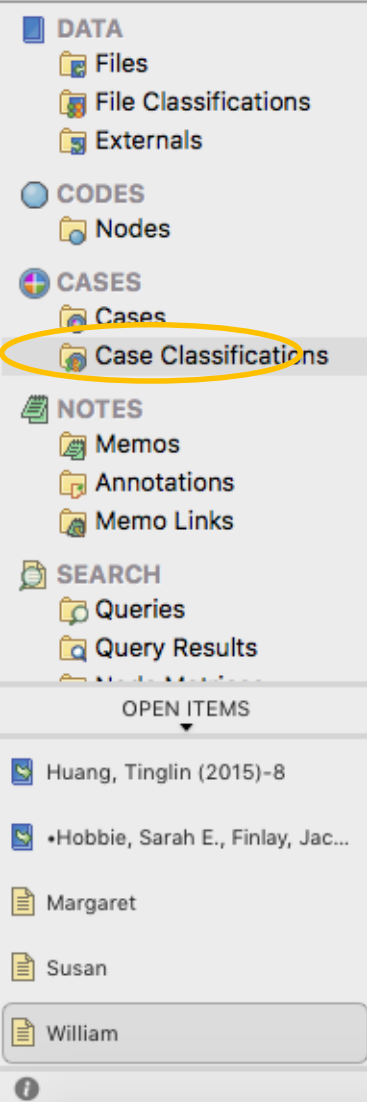 DATA
Files
File Classifications
Externals
CODES
Nodes
CASES
Cases
Case Classifications
NOTES
Memos
Annotations
Memo Links
SEARCH
Queries
Query Results
OPEN ITEMS
Huang, Tinglin (2015)-8
•Hobbie, Sarah E., Finlay, Jac...
Margaret
Susan
William